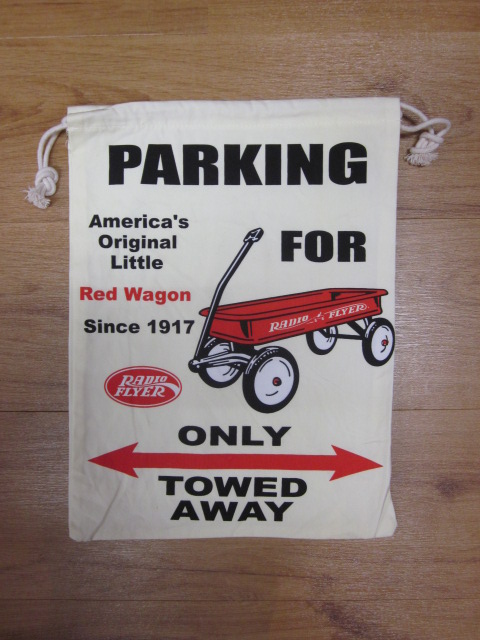 PARKING
America's
Original
Little
FOR
Red Wagon
Since 1917
RADIO FLYER
RADIO
FLYER
ONLY
TOWED
AWAY